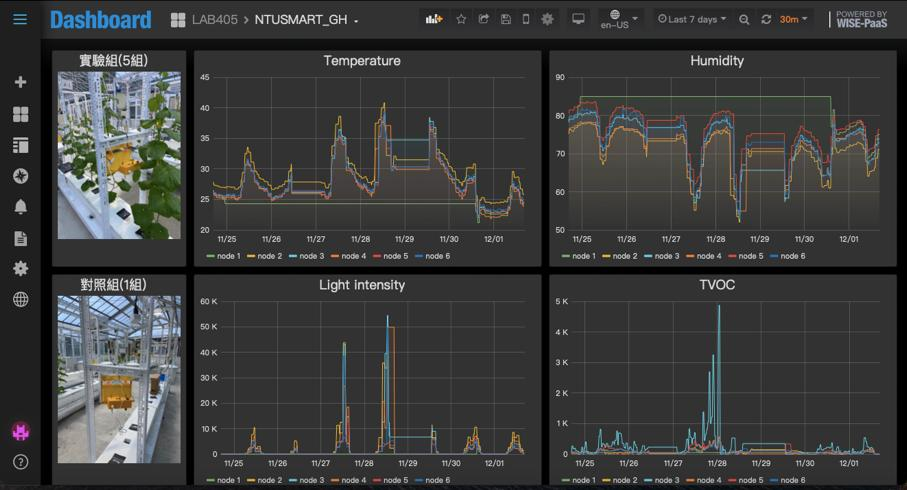 Dashboard
LAB405 › NTUSMART_GH
en-US
Last 7 days
30m
POWERED BY
WISE-PaaS
實驗組(5組)
Temperature
45
40
35
30
25
20
11/25 11/26 11/27 11/28 11/29 11/30 12/01
node 1 node 2 node 3 node 4 node 5 node 6
Humidity
90
80
70
60
50
11/25 11/26 11/27 11/28 11/29 11/30 12/01
node 1 node 2 node 3 node 4 node 5 node 6
對照組(1組)
Light intensity
60 K
50 K
40 K
30 K
20 K
10 K
0
11/25 11/26 11/27 11/28 11/29 11/30 12/01
node 1 node 2 node 3 node 4 node 5 node 6
TVOC
5 K
4 K
3 K
2 K
1 K
0
11/25 11/26 11/27 11/28 11/29 11/30 12/01
node 1 node 2 node 3 node 4 node 5 node 6